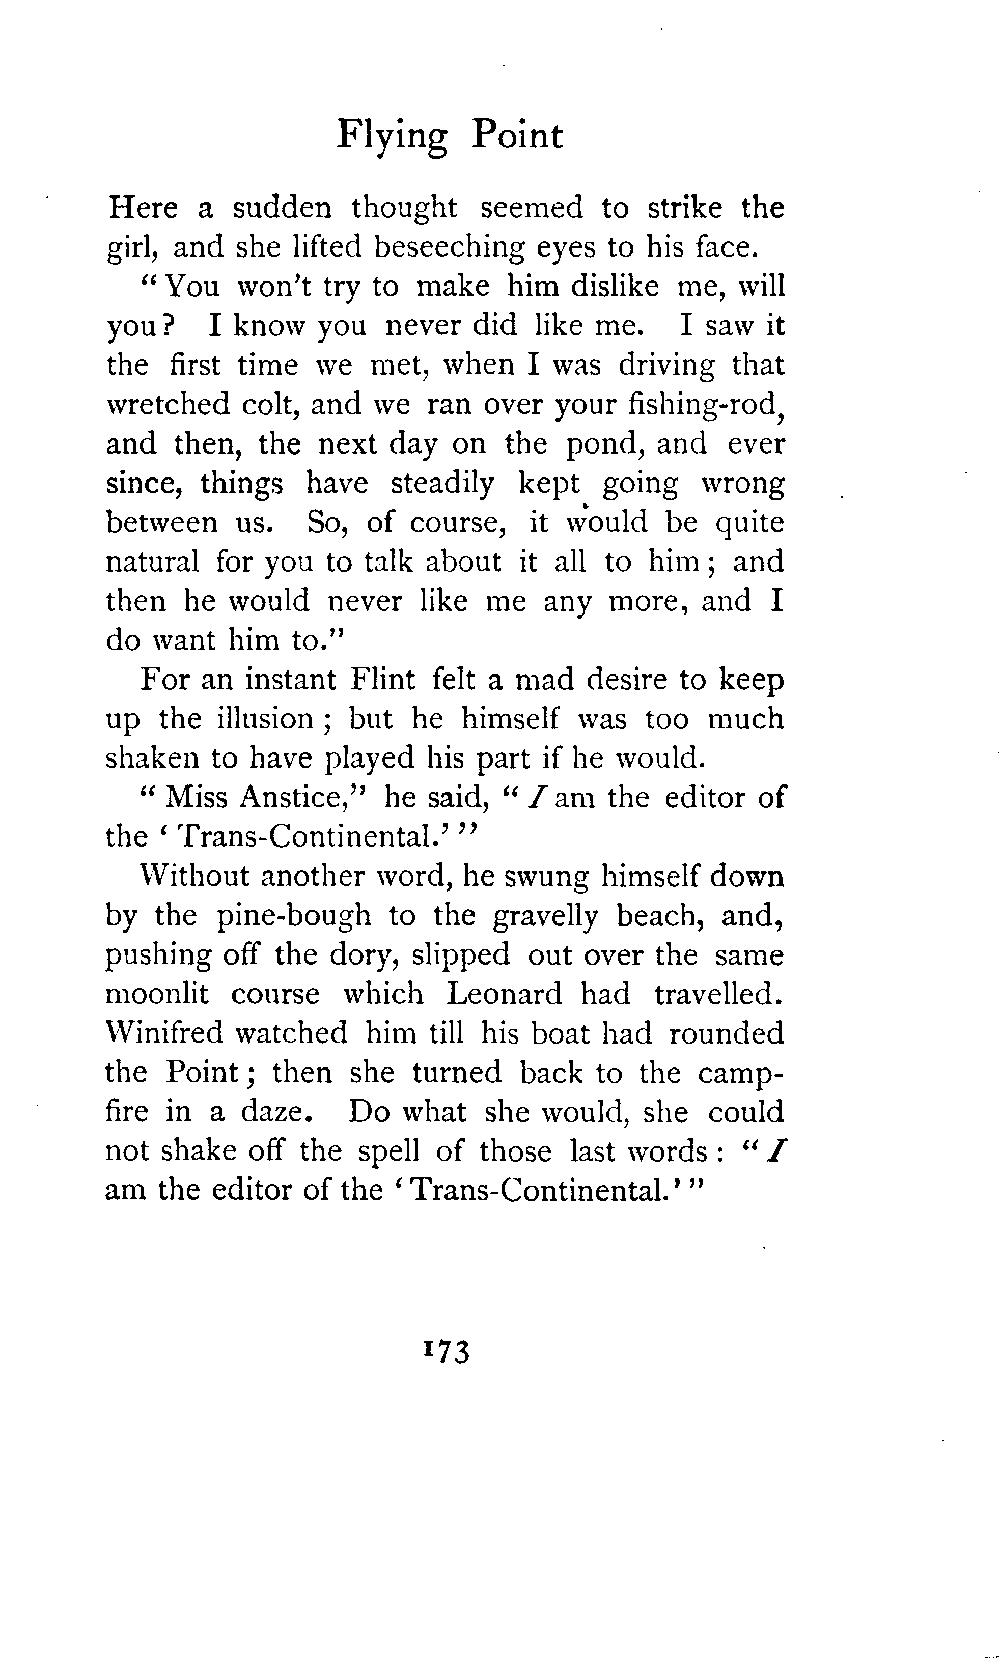 Flying Point
Here a sudden thought seemed to strike the
girl, and she lifted beseeching eyes to his face.
" You won't try to make him dislike me, will
you? I know you never did like me. I saw it
the first time we met, when I was driving that
wretched colt, and we ran over your fishing-rod,
and then, the next day on the pond, and ever
since, things have steadily kept going wrong
between us. So, of course, it would be quite
natural for you to talk about it all to him ; and
then he would never like me any more, and I
do want him to."
For an instant Flint felt a mad desire to keep
up the illusion ; but he himself was too much
shaken to have played his part if he would.
" Miss Anstice," he said, " I am the editor of
the ' Trans-Continental.' "
Without another word, he swung himself down
by the pine-bough to the gravelly beach, and,
pushing off the dory, slipped out over the same
moonlit course which Leonard had travelled.
Winifred watched him till his boat had rounded
the Point ; then she turned back to the camp-
fire in a daze. Do what she would, she could
not shake off the spell of those last words : " I
am the editor of the ' Trans-Continental.' "
173